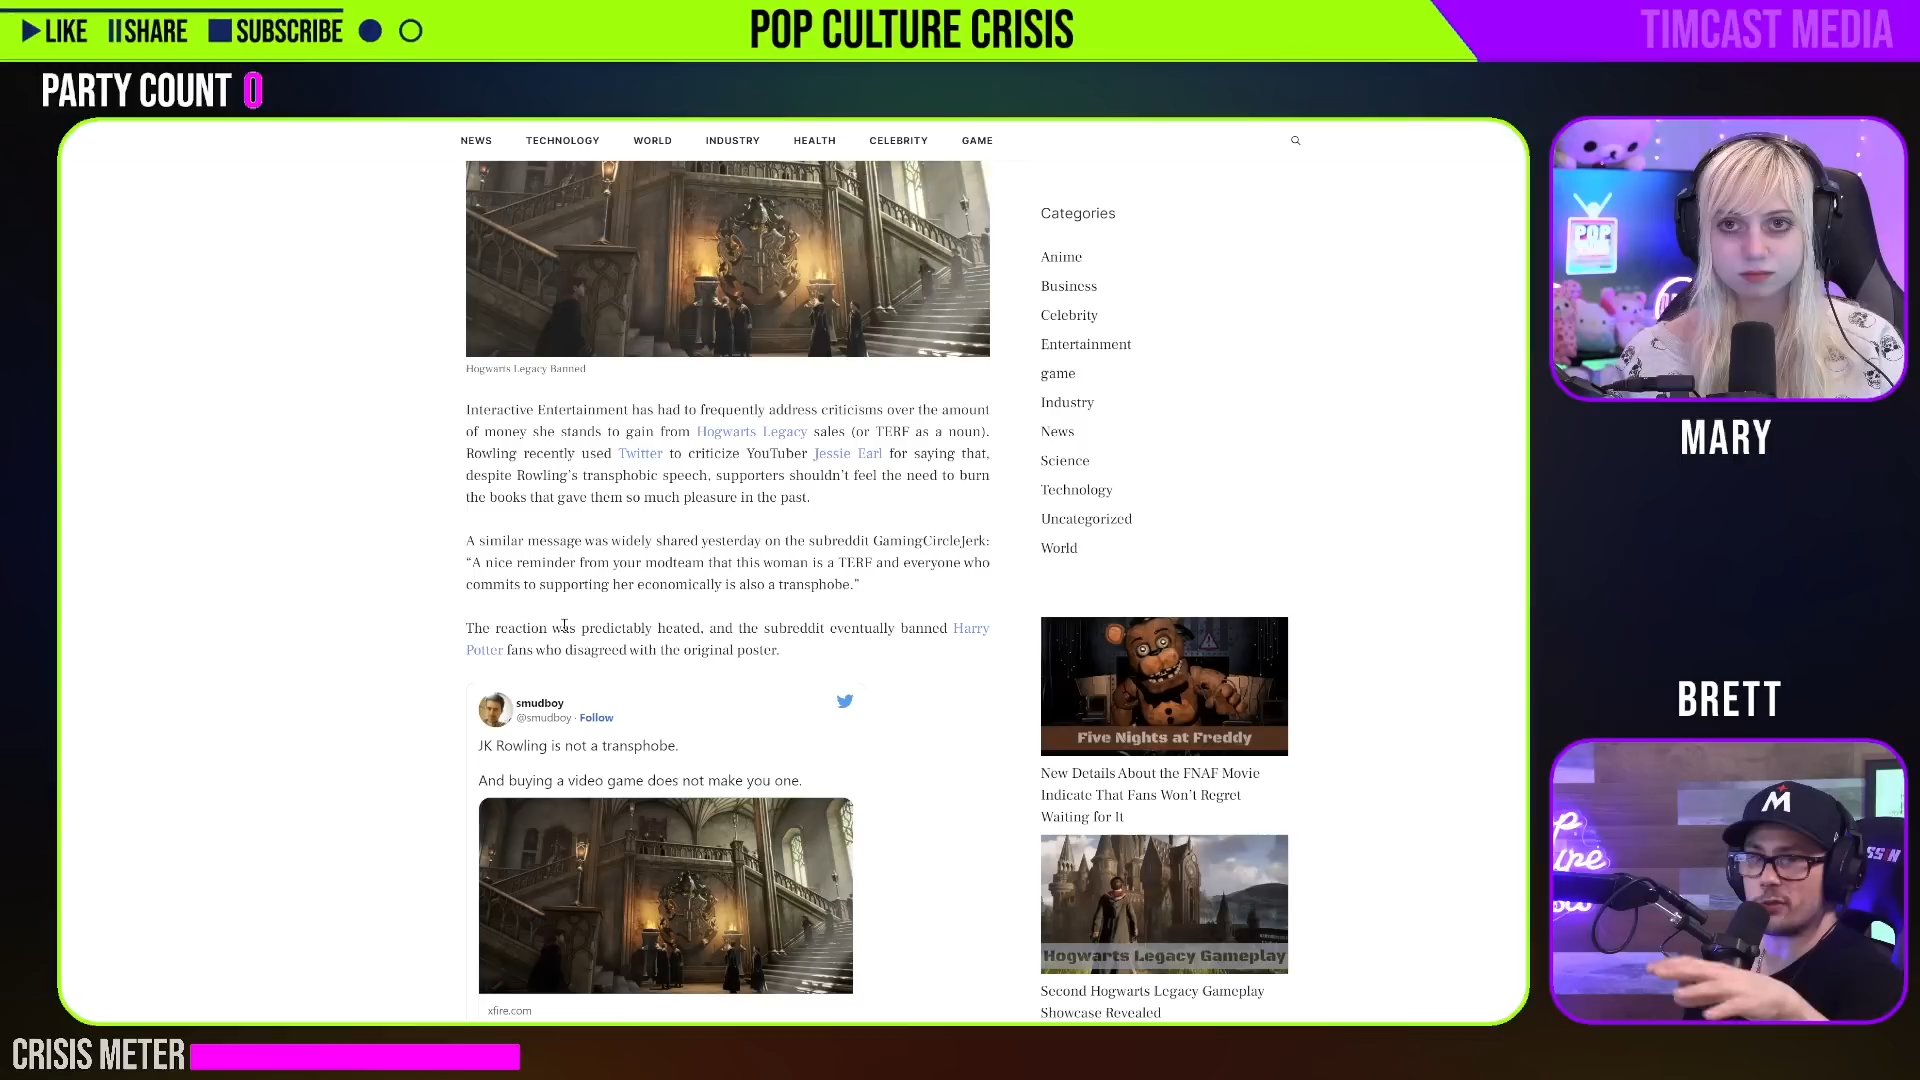 LIKE SHARE SUBSCRIBE
POP CULTURE CRISIS
TIMCAST MEDIA
PARTY COUNT 0
NEWS TECHNOLOGY WORLD INDUSTRY HEALTH CELEBRITY GAME
Hogwarts Legacy Banned
Interactive Entertainment has had to frequently address criticisms over the amount
of money she stands to gain from Hogwarts Legacy sales (or TERF as a noun).
Rowling recently used Twitter to criticize YouTuber Jessie Earl for saying that,
despite Rowling’s transphobic speech, supporters shouldn’t feel the need to burn
the books that gave them so much pleasure in the past.
A similar message was widely shared yesterday on the subreddit GamingCircleJerk:
“A nice reminder from your modteam that this woman is a TERF and everyone who
commits to supporting her economically is also a transphobe.”
The reaction was predictably heated, and the subreddit eventually banned Harry
Potter fans who disagreed with the original poster.
smudboy
@smudboy · Follow
JK Rowling is not a transphobe.
And buying a video game does not make you one.
xfire.com
Categories
Anime
Business
Celebrity
Entertainment
game
Industry
News
Science
Technology
Uncategorized
World
Five Nights at Freddy
New Details About the FNAF Movie
Indicate That Fans Won’t Regret
Waiting for It
Hogwarts Legacy Gameplay
Second Hogwarts Legacy Gameplay
Showcase Revealed
POP
MARY
BRETT
M
CRISIS METER